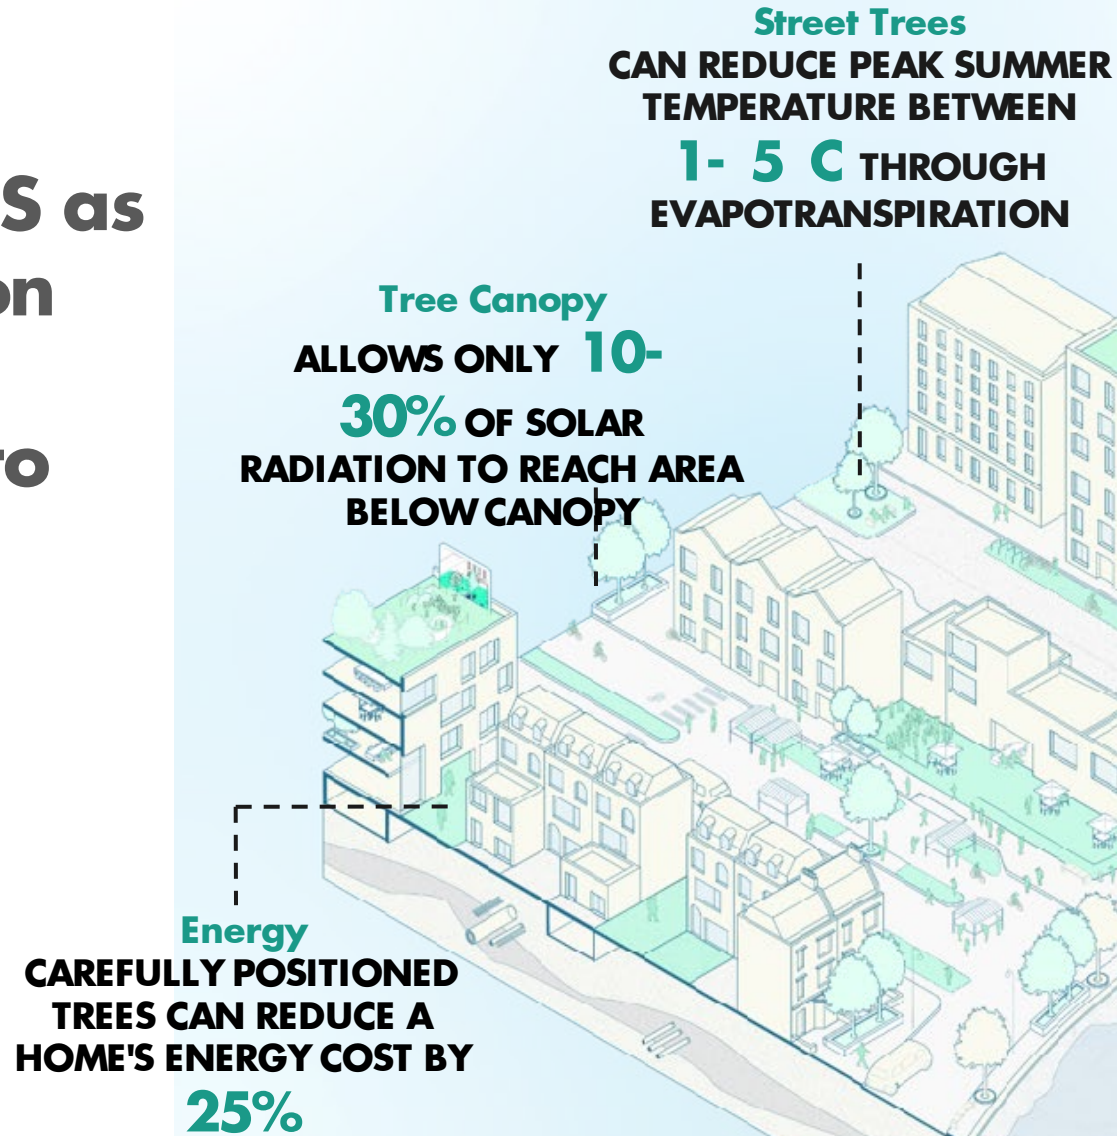 Street Trees
CAN REDUCE PEAK SUMMER
TEMPERATURE BETWEEN
1- 5 C THROUGH
EVAPOTRANSPIRATION
S as
on
to
Tree Canopy
ALLOWS ONLY 10-
30% OF SOLAR
RADIATION TO REACH AREA
BELOW CANOPY
Energy
CAREFULLY POSITIONED
TREES CAN REDUCE A
HOME'S ENERGY COST BY
25%